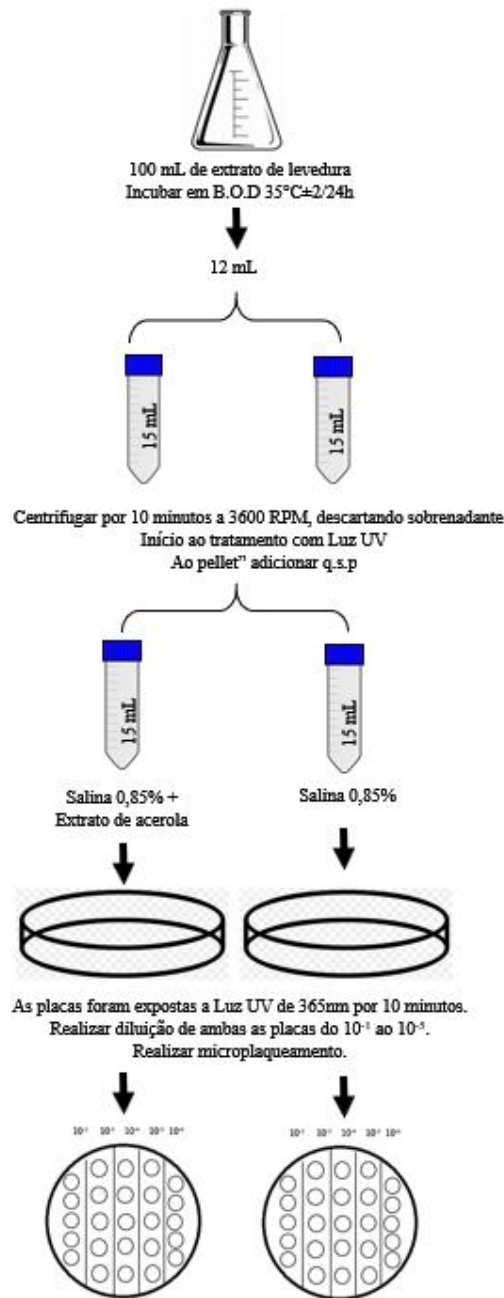 100 mL de extrato de levedura
Incubar em B.O.D 35°C±2/24h
12 mL
15 mL
15 mL
Centrifugar por 10 minutos a 3600 RPM, descartando sobrenadante
Início ao tratamento com Luz UV
Ao pellet” adicionar q.s.p
15 mL
15 mL
Salina 0,85% +
Extrato de acerola
Salina 0,85%
As placas foram expostas a Luz UV de 365nm por 10 minutos.
Realizar diluição de ambas as placas do 10⁻¹ ao 10⁻⁵.
Realizar microplaqueamento.